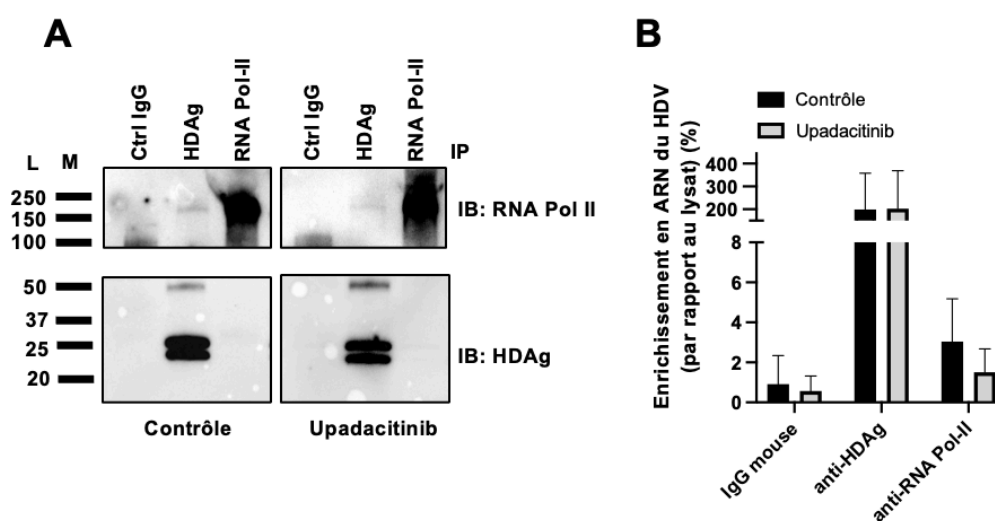 A
Ctrl IgG
HDAg
RNA Pol-II
Ctrl IgG
HDAg
RNA Pol-II
IP
L M
250
150
100
IB: RNA Pol II
50
37
25
20
IB: HDAg
Contrôle
Upadacitinib
B
Contrôle
Upadacitinib
Enrichissement en ARN du HDV
(par rapport au lysat) (%)
400
300
200
8
6
4
2
0
IgG mouse
anti-HDAg
anti-RNA Pol-II